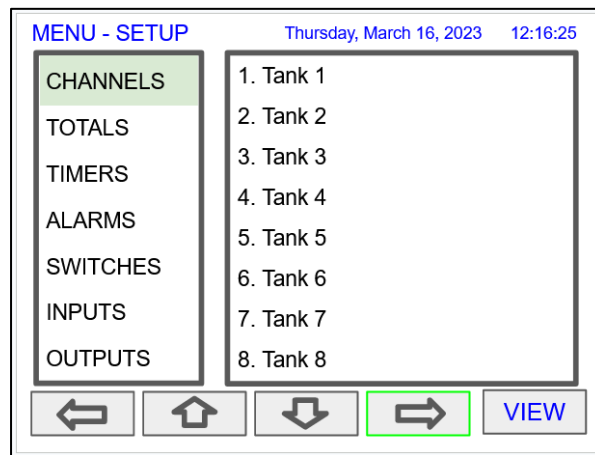 MENU - SETUP Thursday, March 16, 2023 12:16:25
CHANNELS
TOTALS
TIMERS
ALARMS
SWITCHES
INPUTS
OUTPUTS
1. Tank 1
2. Tank 2
3. Tank 3
4. Tank 4
5. Tank 5
6. Tank 6
7. Tank 7
8. Tank 8
VIEW